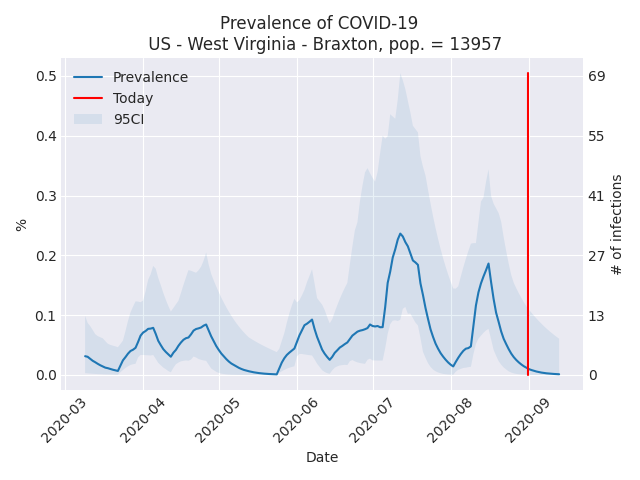 Prevalence of COVID-19
US - West Virginia - Braxton, pop. = 13957
Prevalence
Today
95CI
0.5
0.4
0.3
0.2
0.1
0.0
%
69
55
41
27
13
0
# of infections
2020-03
2020-04
2020-05
2020-06
2020-07
2020-08
2020-09
Date